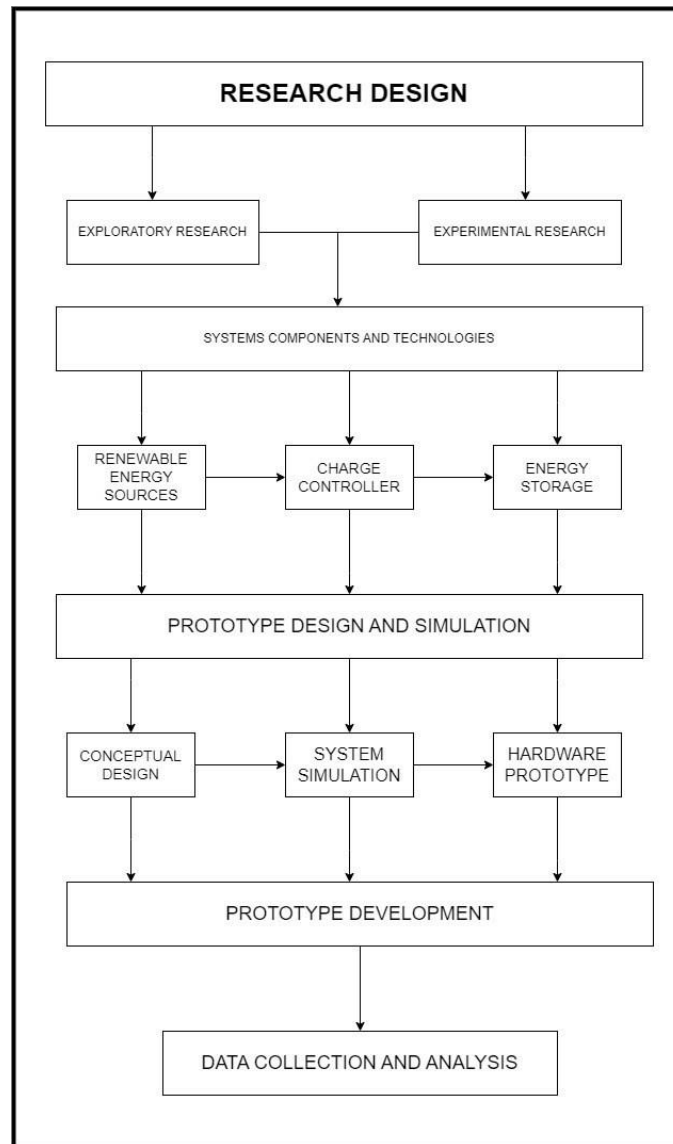 RESEARCH DESIGN
EXPLORATORY RESEARCH
EXPERIMENTAL RESEARCH
SYSTEMS COMPONENTS AND TECHNOLOGIES
RENEWABLE
ENERGY
SOURCES
CHARGE
CONTROLLER
ENERGY
STORAGE
PROTOTYPE DESIGN AND SIMULATION
CONCEPTUAL
DESIGN
SYSTEM
SIMULATION
HARDWARE
PROTOTYPE
PROTOTYPE DEVELOPMENT
DATA COLLECTION AND ANALYSIS